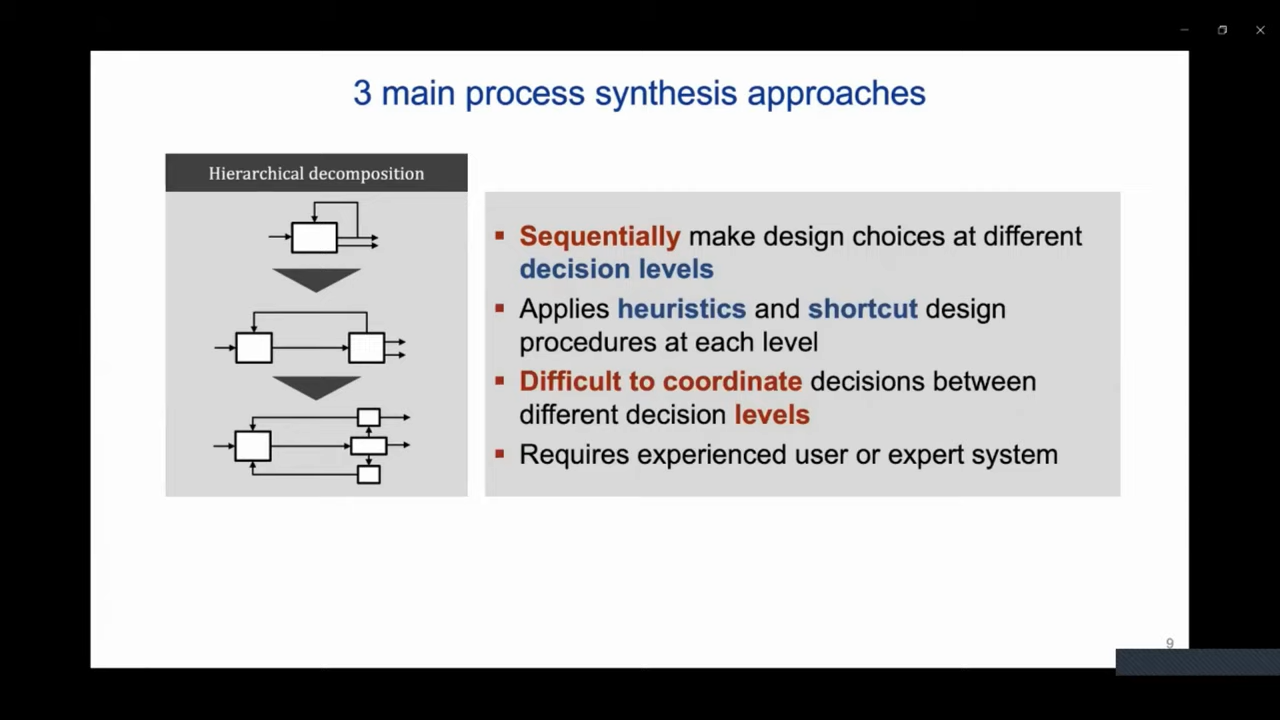 3 main process synthesis approaches
Hierarchical decomposition
Sequentially make design choices at different
decision levels
Applies heuristics and shortcut design
procedures at each level
Difficult to coordinate decisions between
different decision levels
Requires experienced user or expert system
9